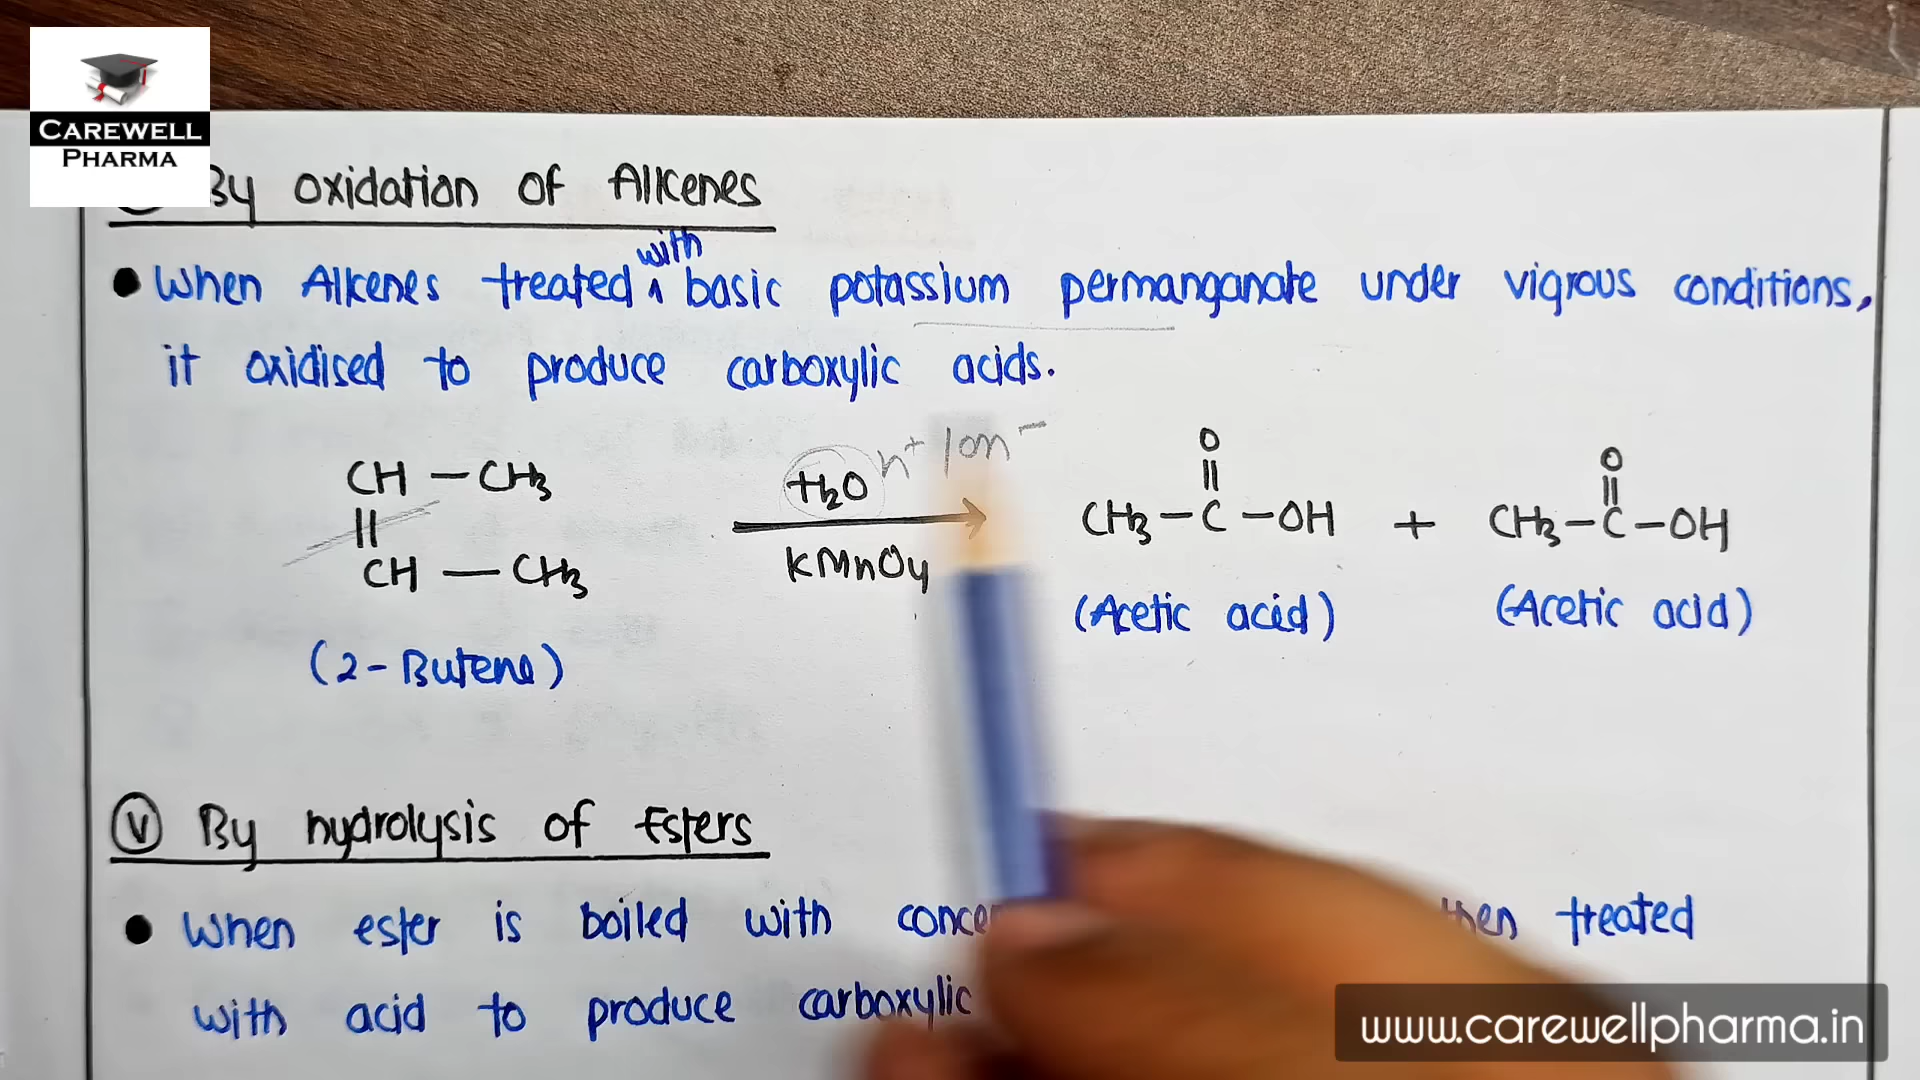 CAREWELL
PHARMA
By oxidation of Alkenes
with
● When Alkenes treated ∧ basic potassium permanganate under vigrous conditions,
it oxidised to produce carboxylic acids.
CH – CH3
||
CH – CH3
(2-Butene)
H2O H+ / OH⁻
KMnO4
O
||
CH3 – C – OH
(Acetic acid)
+
O
||
CH3 – C – OH
(Acetic acid)
(V) By hydrolysis of Esters
● When ester is boiled with treated
with acid to produce carboxylic
www.carewellpharma.in